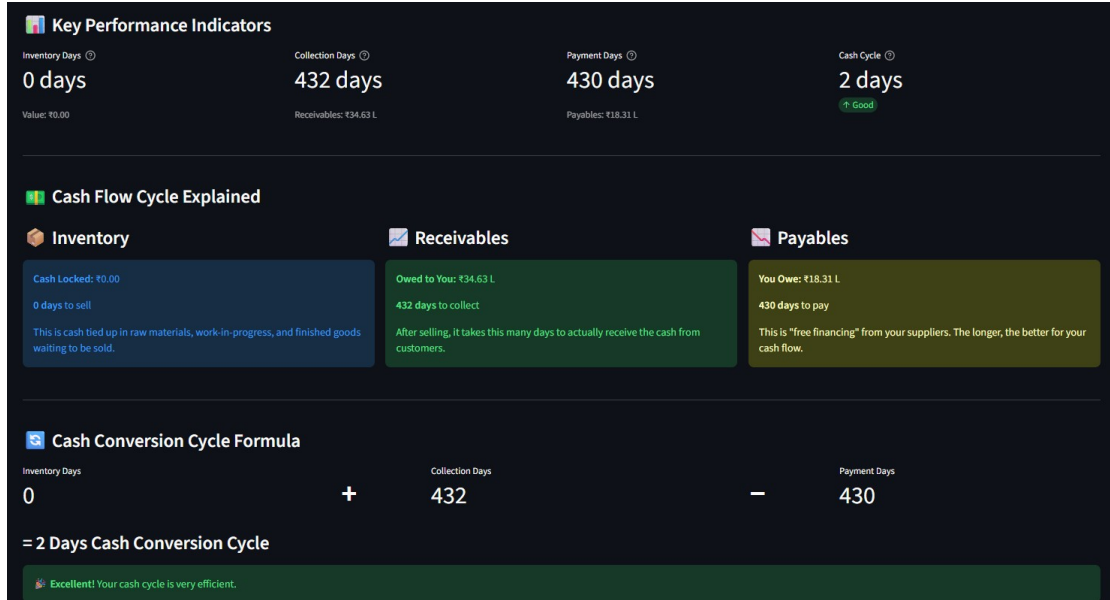 📊 Key Performance Indicators
Inventory Days
0 days
Value: ₹0.00
Collection Days
432 days
Receivables: ₹34.63 L
Payment Days
430 days
Payables: ₹18.31 L
Cash Cycle
2 days
↑ Good
💵 Cash Flow Cycle Explained
📦 Inventory
Cash Locked: ₹0.00
0 days to sell
This is cash tied up in raw materials, work-in-progress, and finished goods
waiting to be sold.
📈 Receivables
Owed to You: ₹34.63 L
432 days to collect
After selling, it takes this many days to actually receive the cash from
customers.
📉 Payables
You Owe: ₹18.31 L
430 days to pay
This is "free financing" from your suppliers. The longer, the better for your
cash flow.
🔄 Cash Conversion Cycle Formula
Inventory Days
0
+
Collection Days
432
−
Payment Days
430
= 2 Days Cash Conversion Cycle
🎉 Excellent! Your cash cycle is very efficient.